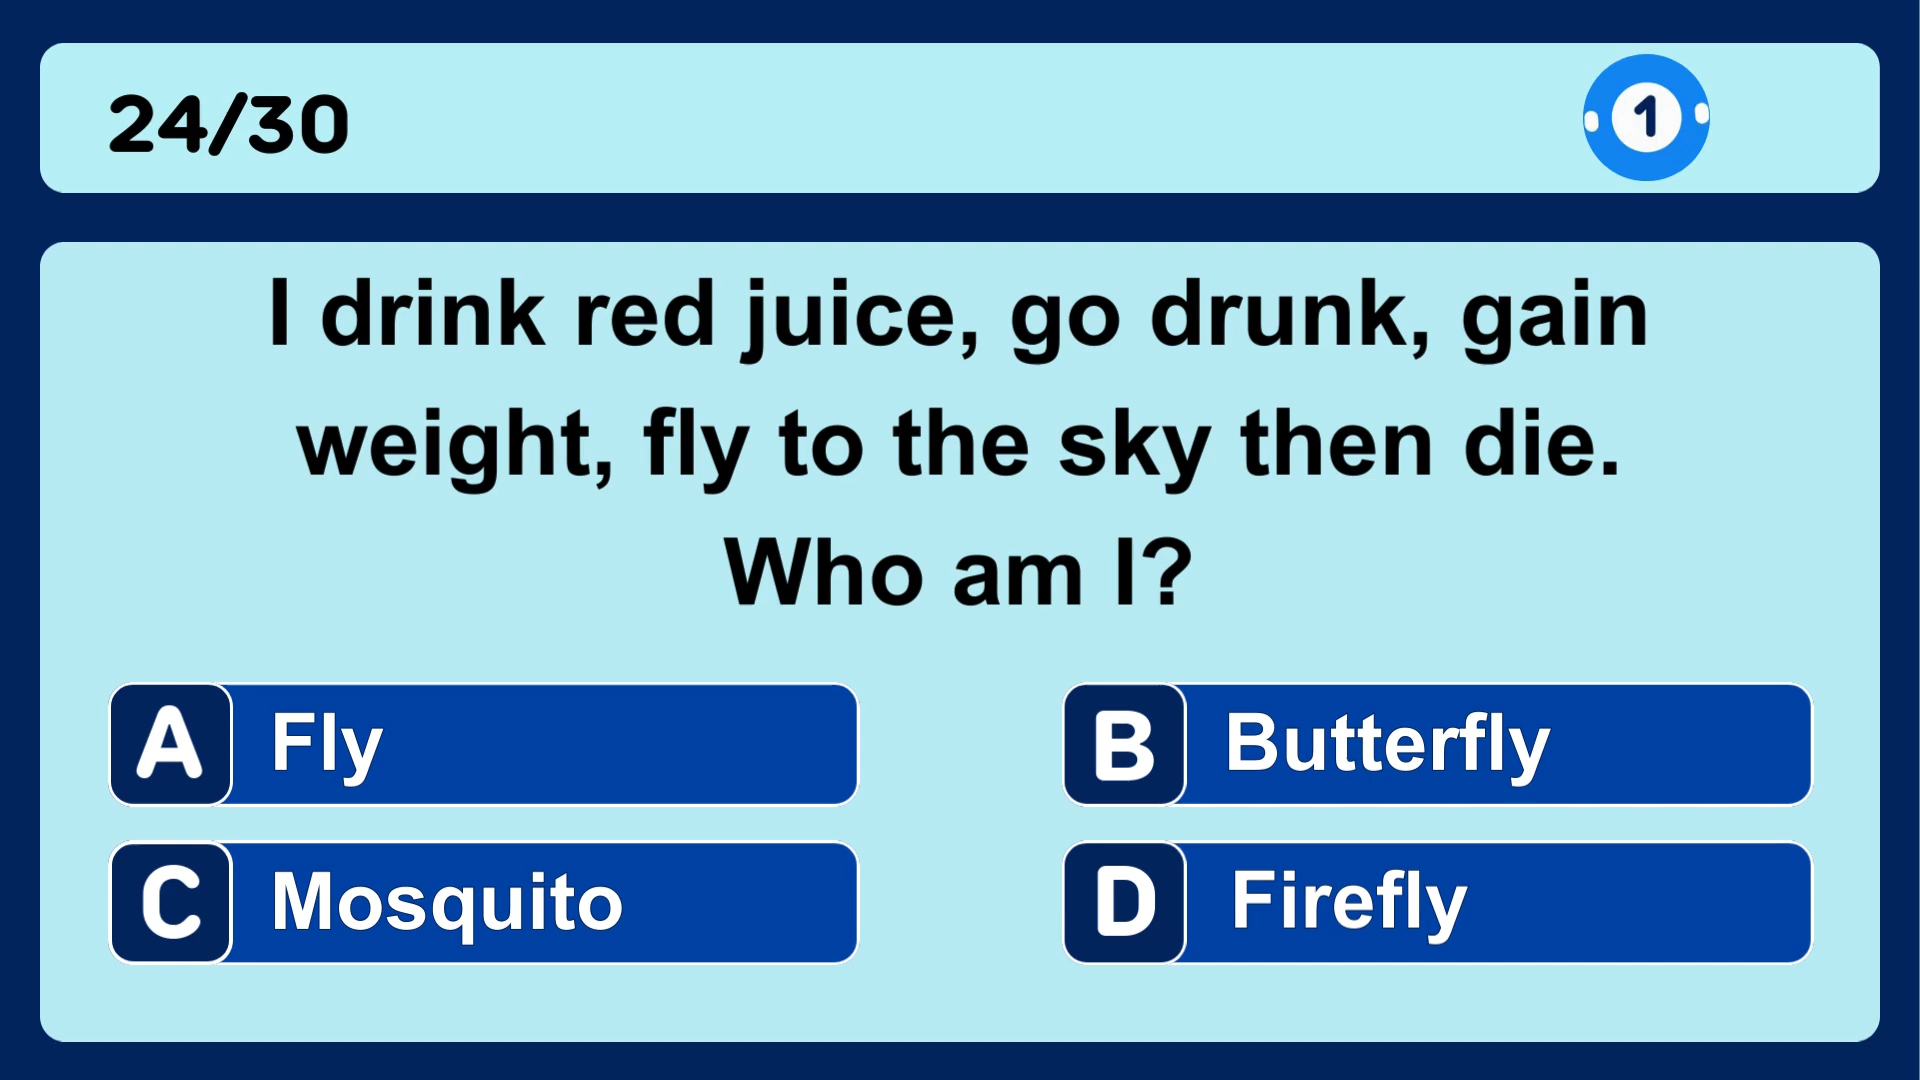 24/30
1
I drink red juice, go drunk, gain
weight, fly to the sky then die.
Who am I?
A Fly
B Butterfly
C Mosquito
D Firefly